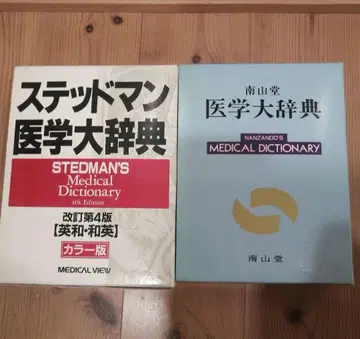 ステッドマン
医学大辞典
STEDMAN'S
Medical
Dictionary
4th Edition
改訂第4版
【英和・和英】
カラー版
MEDICAL VIEW
南山堂
医学大辞典
NANZANDO'S
MEDICAL DICTIONARY
南山堂